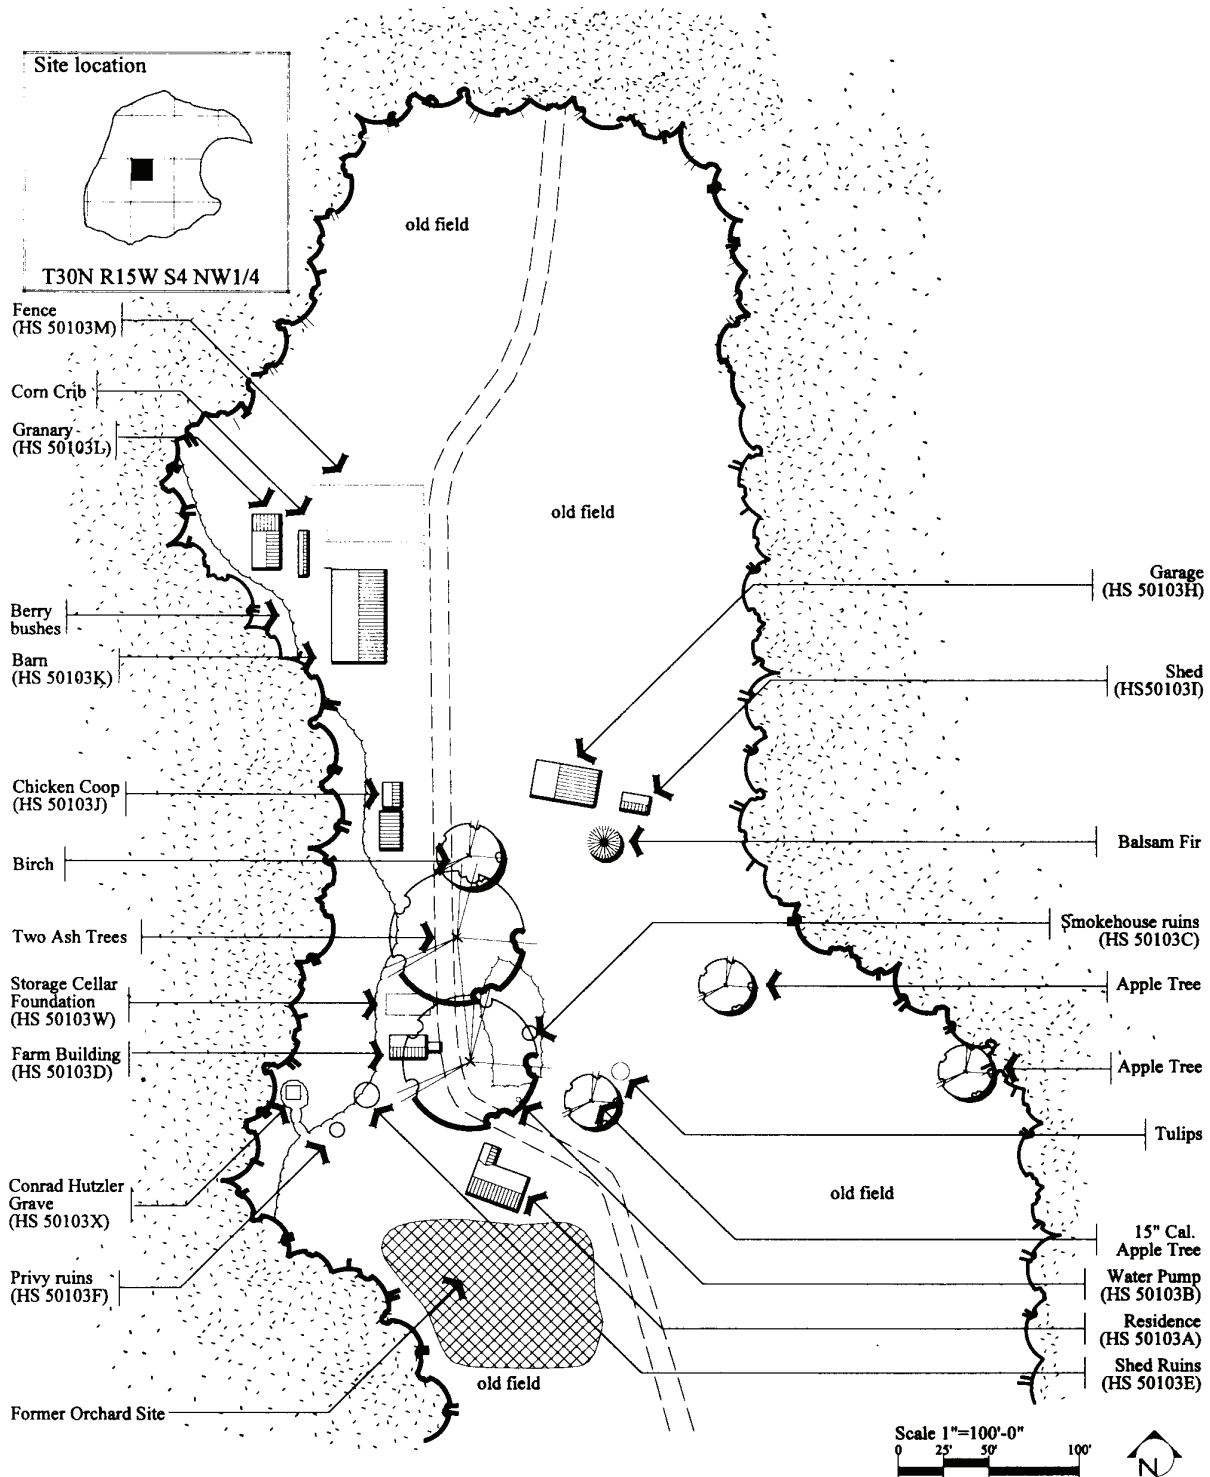 Site location
T30N R15W S4 NW1/4
Fence
(HS 50103M)
Corn Crib
Granary
(HS 50103L)
Berry
bushes
Barn
(HS 50103K)
Chicken Coop
(HS 50103J)
Birch
Two Ash Trees
Storage Cellar
Foundation
(HS 50103W)
Farm Building
(HS 50103D)
Conrad Hutzler
Grave
(HS 50103X)
Privy ruins
(HS 50103F)
Former Orchard Site
old field
old field
old field
old field
Garage
(HS 50103H)
Shed
(HS50103I)
Balsam Fir
Smokehouse ruins
(HS 50103C)
Apple Tree
Apple Tree
Tulips
15" Cal.
Apple Tree
Water Pump
(HS 50103B)
Residence
(HS 50103A)
Shed Ruins
(HS 50103E)
Scale 1"=100'-0"
0 25' 50' 100'
N